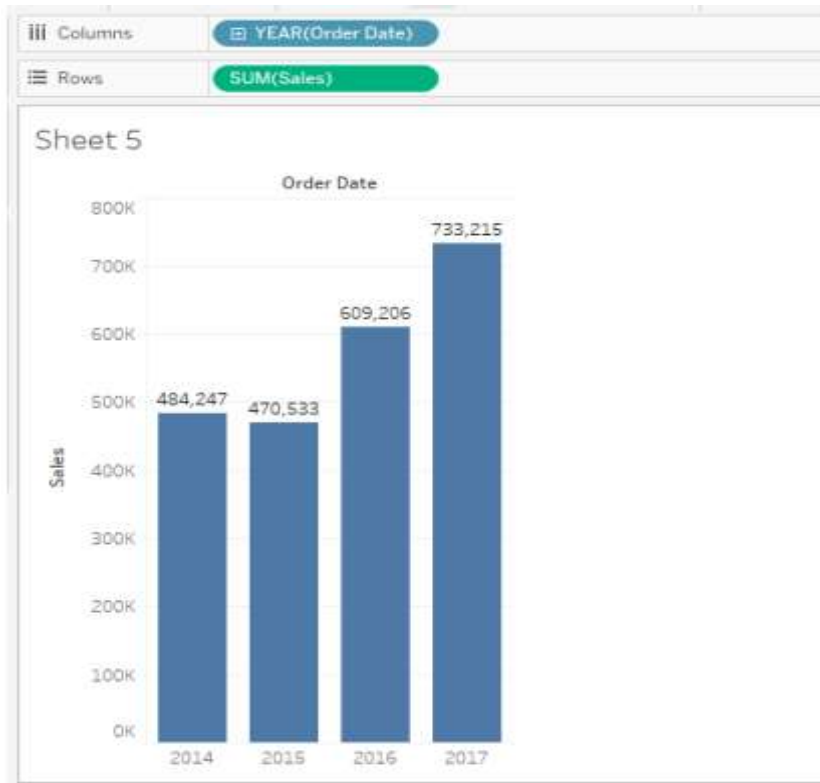 Columns
YEAR(Order Date)
Rows
SUM(Sales)
Sheet 5
Order Date
800K
733,215
700K
609,206
600K
500K
484,247
470,533
Sales
400K
300K
200K
100K
0K
2014 2015 2016 2017